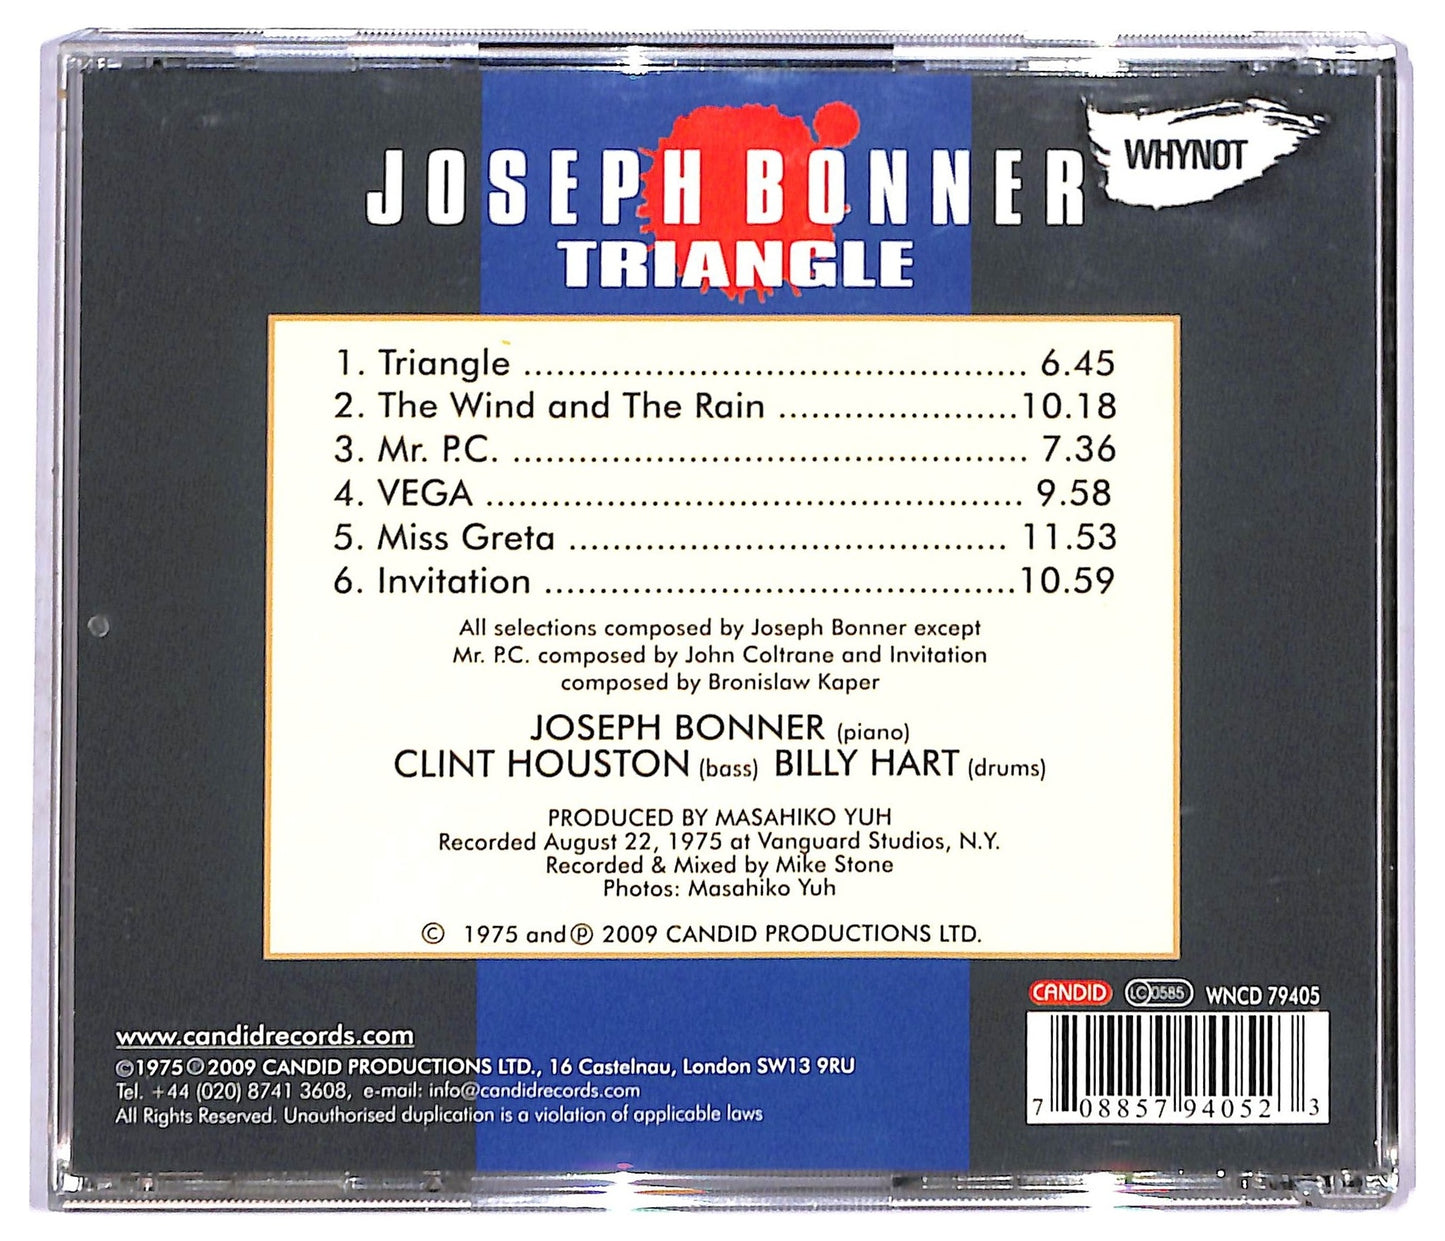 JOSEPH BONNER
WHYNOT
TRIANGLE
1. Triangle ............................................... 6.45
2. The Wind and The Rain ......................10.18
3. Mr. P.C. ................................................ 7.36
4. VEGA .................................................. 9.58
5. Miss Greta ......................................... 11.53
6. Invitation ............................................10.59
All selections composed by Joseph Bonner except
Mr. P.C. composed by John Coltrane and Invitation
composed by Bronislaw Kaper
JOSEPH BONNER (piano)
CLINT HOUSTON (bass) BILLY HART (drums)
PRODUCED BY MASAHIKO YUH
Recorded August 22, 1975 at Vanguard Studios, N.Y.
Recorded & Mixed by Mike Stone
Photos: Masahiko Yuh
© 1975 and ℗ 2009 CANDID PRODUCTIONS LTD.
CANDID LC 0585 WNCD 79405
www.candidrecords.com
©1975℗2009 CANDID PRODUCTIONS LTD., 16 Castelnau, London SW13 9RU
Tel. +44 (020) 8741 3608, e-mail: info@candidrecords.com
All Rights Reserved. Unauthorised duplication is a violation of applicable laws
7 08857 94052 3